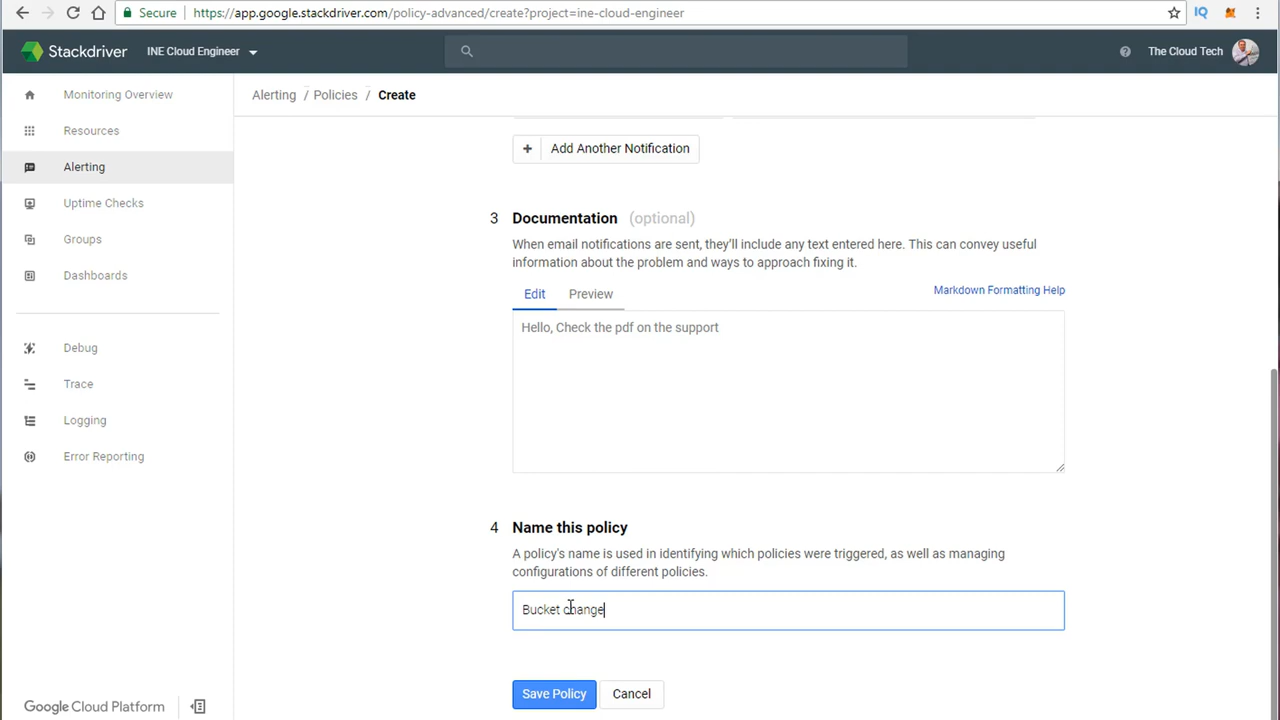 Secure https://app.google.stackdriver.com/policy-advanced/create?project=ine-cloud-engineer
Stackdriver INE Cloud Engineer The Cloud Tech
Monitoring Overview
Resources
Alerting
Uptime Checks
Groups
Dashboards
Debug
Trace
Logging
Error Reporting
Google Cloud Platform
Alerting / Policies / Create
+ Add Another Notification
3 Documentation (optional)
When email notifications are sent, they'll include any text entered here. This can convey useful
information about the problem and ways to approach fixing it.
Edit Preview Markdown Formatting Help
Hello, Check the pdf on the support
4 Name this policy
A policy's name is used in identifying which policies were triggered, as well as managing
configurations of different policies.
Bucket change
Save Policy Cancel